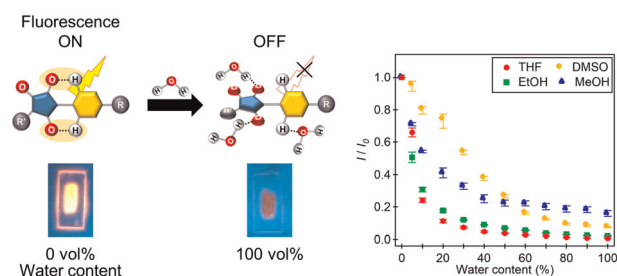 Fluorescence
ON
OFF
O
O
O
H
H
R
R'
H
O
H
H
O
H
H
H
R
H
O
H
0 vol%
Water content
100 vol%
THF
DMSO
EtOH
MeOH
I / I0
1.0
0.8
0.6
0.4
0.2
0.0
0
20
40
60
80
100
Water content (%)